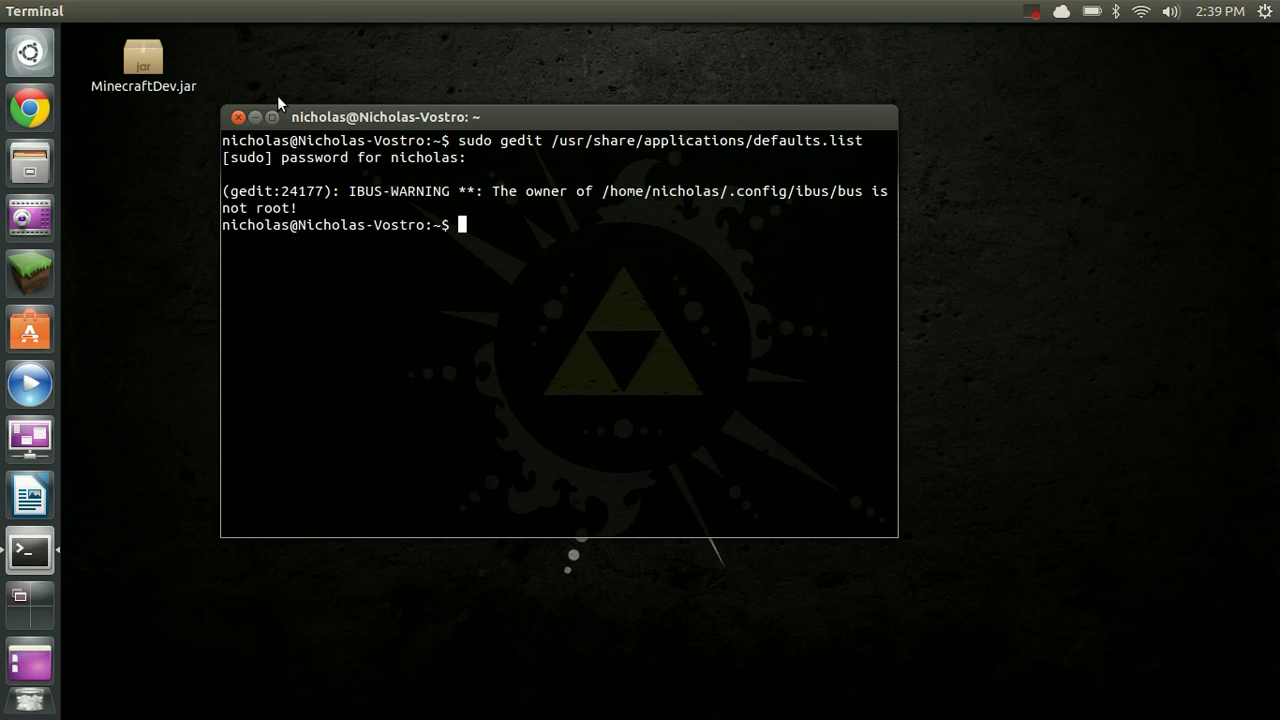 Terminal
2:39 PM
jar
MinecraftDev.jar
nicholas@Nicholas-Vostro: ~
nicholas@Nicholas-Vostro:~$ sudo gedit /usr/share/applications/defaults.list
[sudo] password for nicholas:
(gedit:24177): IBUS-WARNING **: The owner of /home/nicholas/.config/ibus/bus is
not root!
nicholas@Nicholas-Vostro:~$